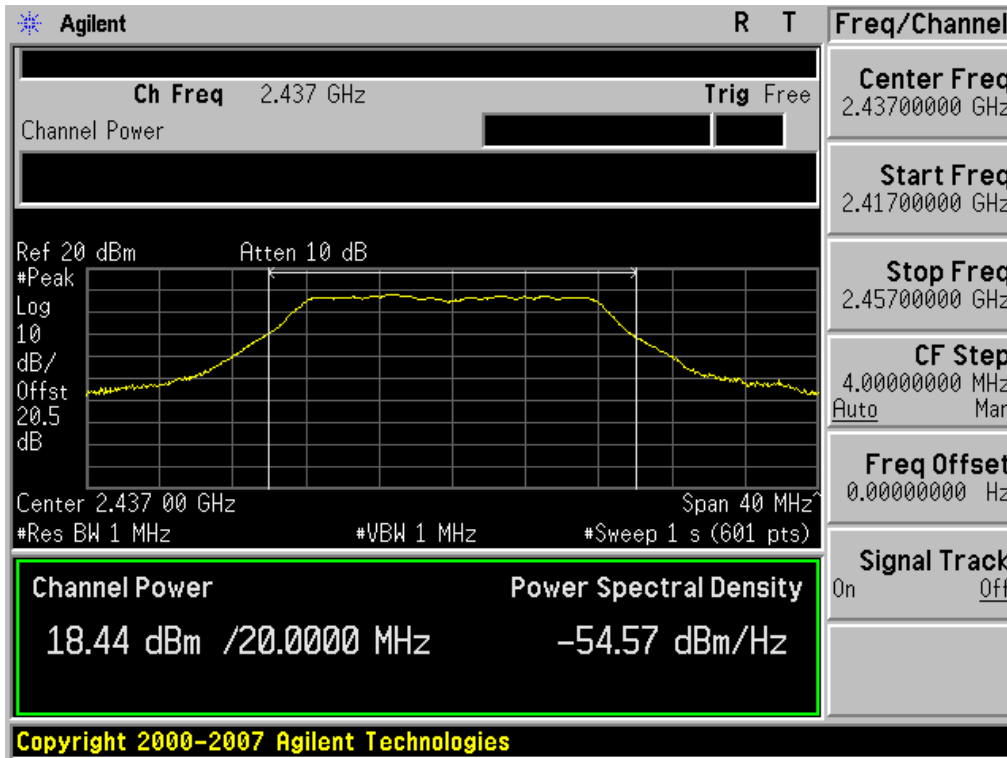 Agilent R T
Ch Freq 2.437 GHz Trig Free
Channel Power
Ref 20 dBm Atten 10 dB
#Peak
Log
10
dB/
Offst
20.5
dB
Center 2.437 00 GHz Span 40 MHz^
#Res BW 1 MHz #VBW 1 MHz #Sweep 1 s (601 pts)
Channel Power Power Spectral Density
18.44 dBm /20.0000 MHz -54.57 dBm/Hz
Copyright 2000-2007 Agilent Technologies
Freq/Channel
Center Freq
2.43700000 GHz
Start Freq
2.41700000 GHz
Stop Freq
2.45700000 GHz
CF Step
4.00000000 MHz
Auto Man
Freq Offset
0.00000000 Hz
Signal Track
On Off